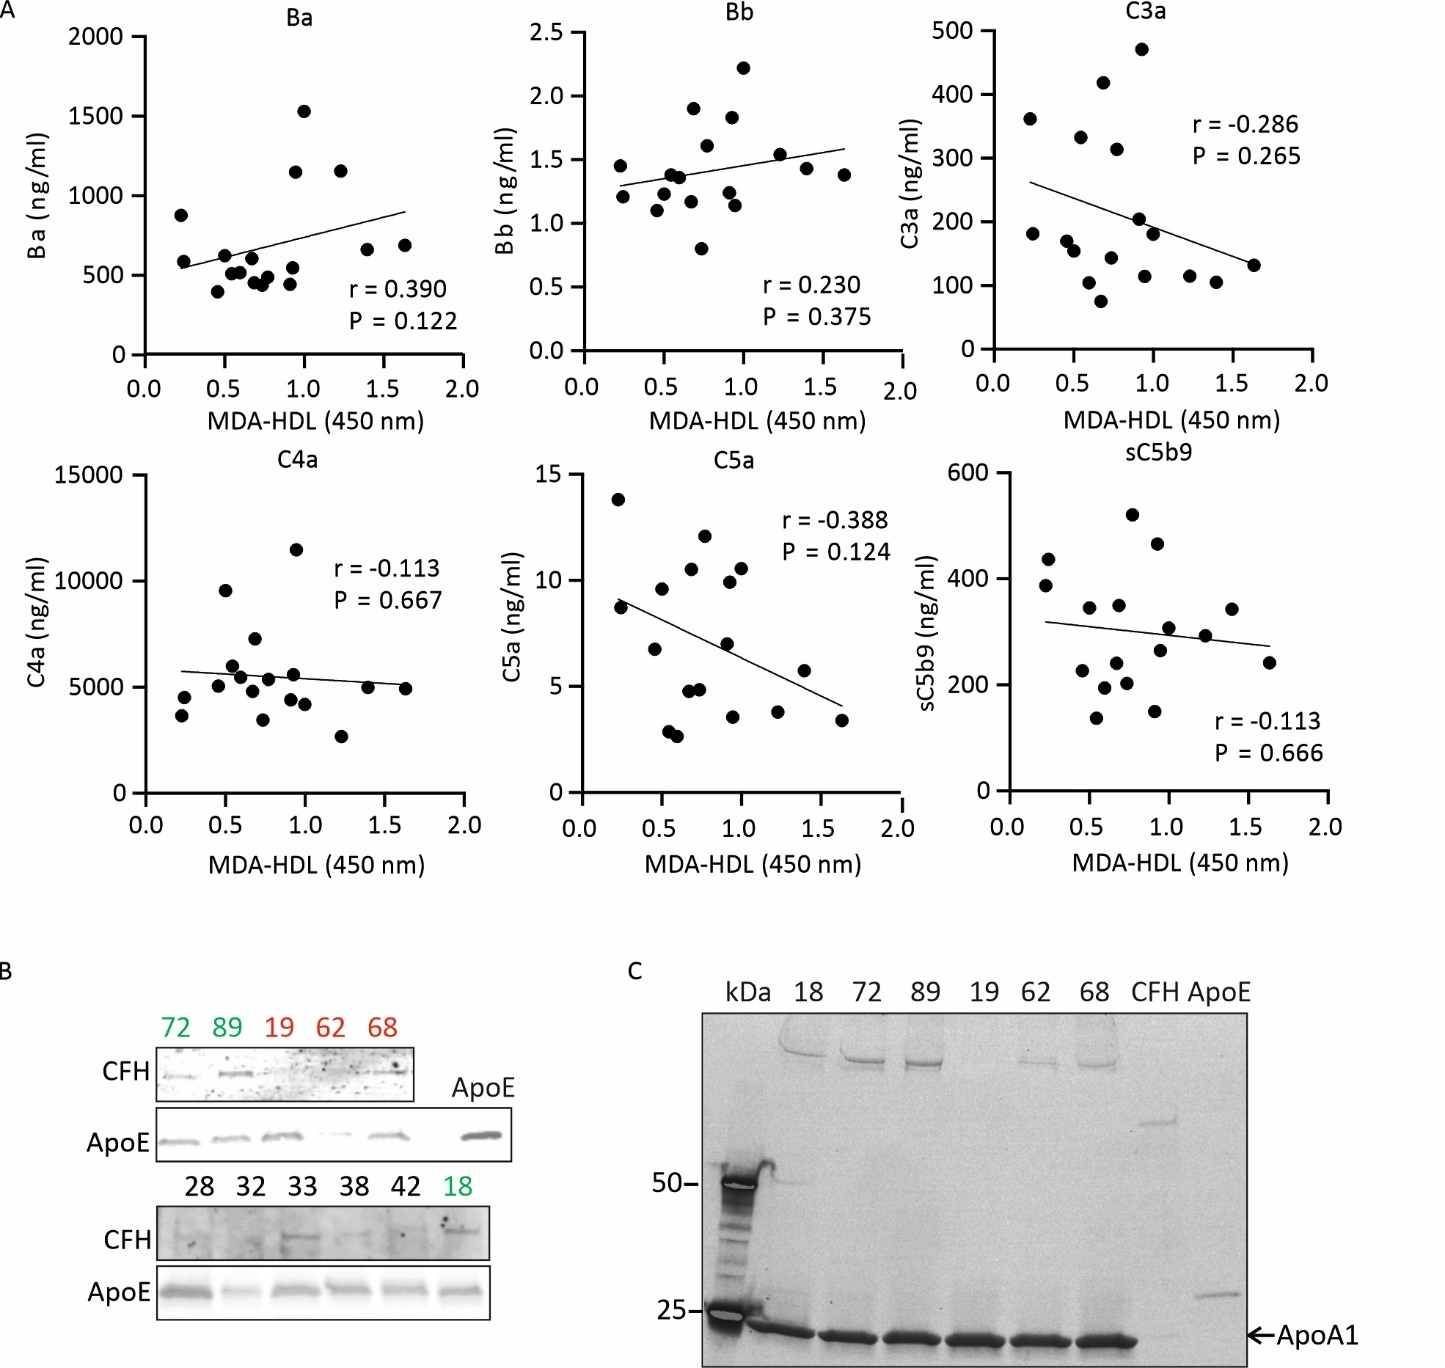 A
Ba
2000
1500
1000
500
0
Ba (ng/ml)
r = 0.390
P = 0.122
0.0 0.5 1.0 1.5 2.0
MDA-HDL (450 nm)
Bb
2.5
2.0
1.5
1.0
0.5
0.0
Bb (ng/ml)
r = 0.230
P = 0.375
0.0 0.5 1.0 1.5 2.0
MDA-HDL (450 nm)
C3a
500
400
300
200
100
0
C3a (ng/ml)
r = -0.286
P = 0.265
0.0 0.5 1.0 1.5 2.0
MDA-HDL (450 nm)
C4a
15000
10000
5000
0
C4a (ng/ml)
r = -0.113
P = 0.667
0.0 0.5 1.0 1.5 2.0
MDA-HDL (450 nm)
C5a
15
10
5
0
C5a (ng/ml)
r = -0.388
P = 0.124
0.0 0.5 1.0 1.5 2.0
MDA-HDL (450 nm)
sC5b9
600
400
200
0
sC5b9 (ng/ml)
r = -0.113
P = 0.666
0.0 0.5 1.0 1.5 2.0
MDA-HDL (450 nm)
B
72 89 19 62 68
CFH
ApoE
ApoE
28 32 33 38 42 18
CFH
ApoE
C
kDa 18 72 89 19 62 68 CFH ApoE
50
25
ApoA1